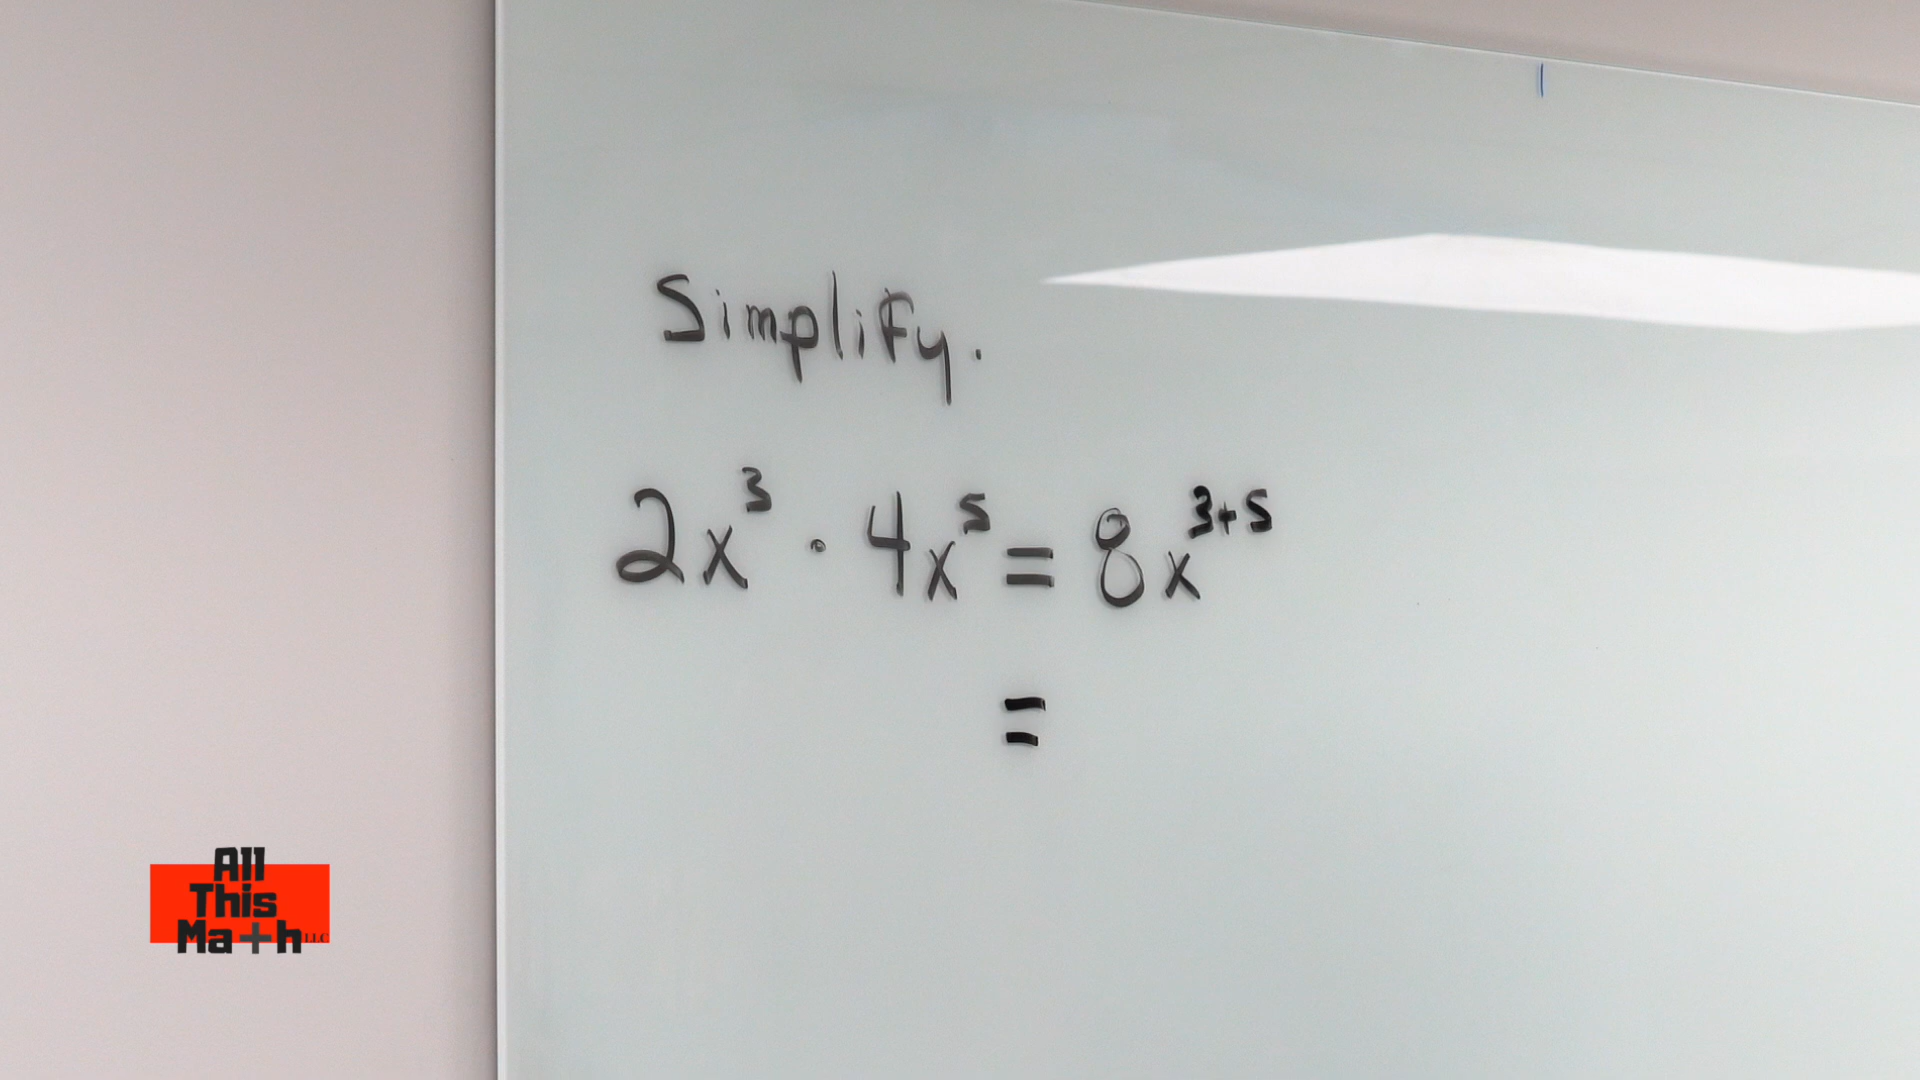 Simplify.
2x³ · 4x⁵ = 8x³⁺⁵
=
All
This
Math LLC